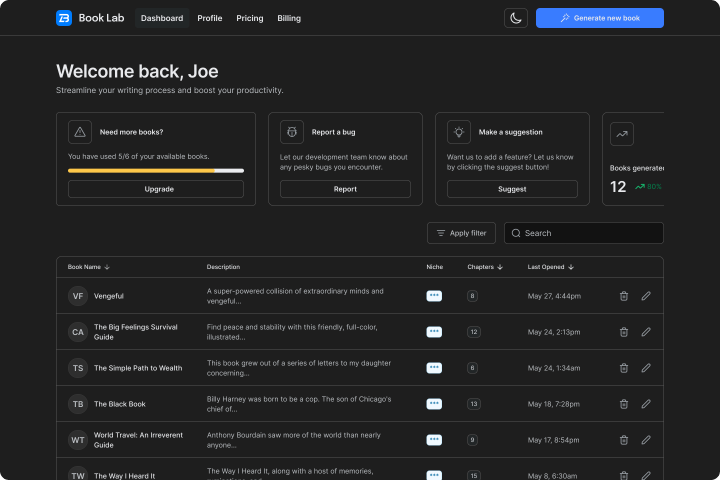 Book Lab Dashboard Profile Pricing Billing Generate new book
Welcome back, Joe
Streamline your writing process and boost your productivity.
Need more books?
You have used 5/6 of your available books.
Upgrade
Report a bug
Let our development team know about
any pesky bugs you encounter.
Report
Make a suggestion
Want us to add a feature? Let us know
by clicking the suggest button!
Suggest
Books generated
12 80%
Apply filter
Search
Book Name Description Niche Chapters Last Opened
VF Vengeful
A super-powered collision of extraordinary minds and
vengeful...
8 May 27, 4:44pm
CA The Big Feelings Survival
Guide
Find peace and stability with this friendly, full-color,
illustrated...
12 May 24, 2:13pm
TS The Simple Path to Wealth
This book grew out of a series of letters to my daughter
concerning...
6 May 24, 1:34am
TB The Black Book
Billy Harney was born to be a cop. The son of Chicago's
chief of...
13 May 18, 7:28pm
WT World Travel: An Irreverent
Guide
Anthony Bourdain saw more of the world than nearly
anyone...
9 May 17, 8:54pm
TW The Way I Heard It
The Way I Heard It, along with a host of memories,
15 May 8, 6:30am